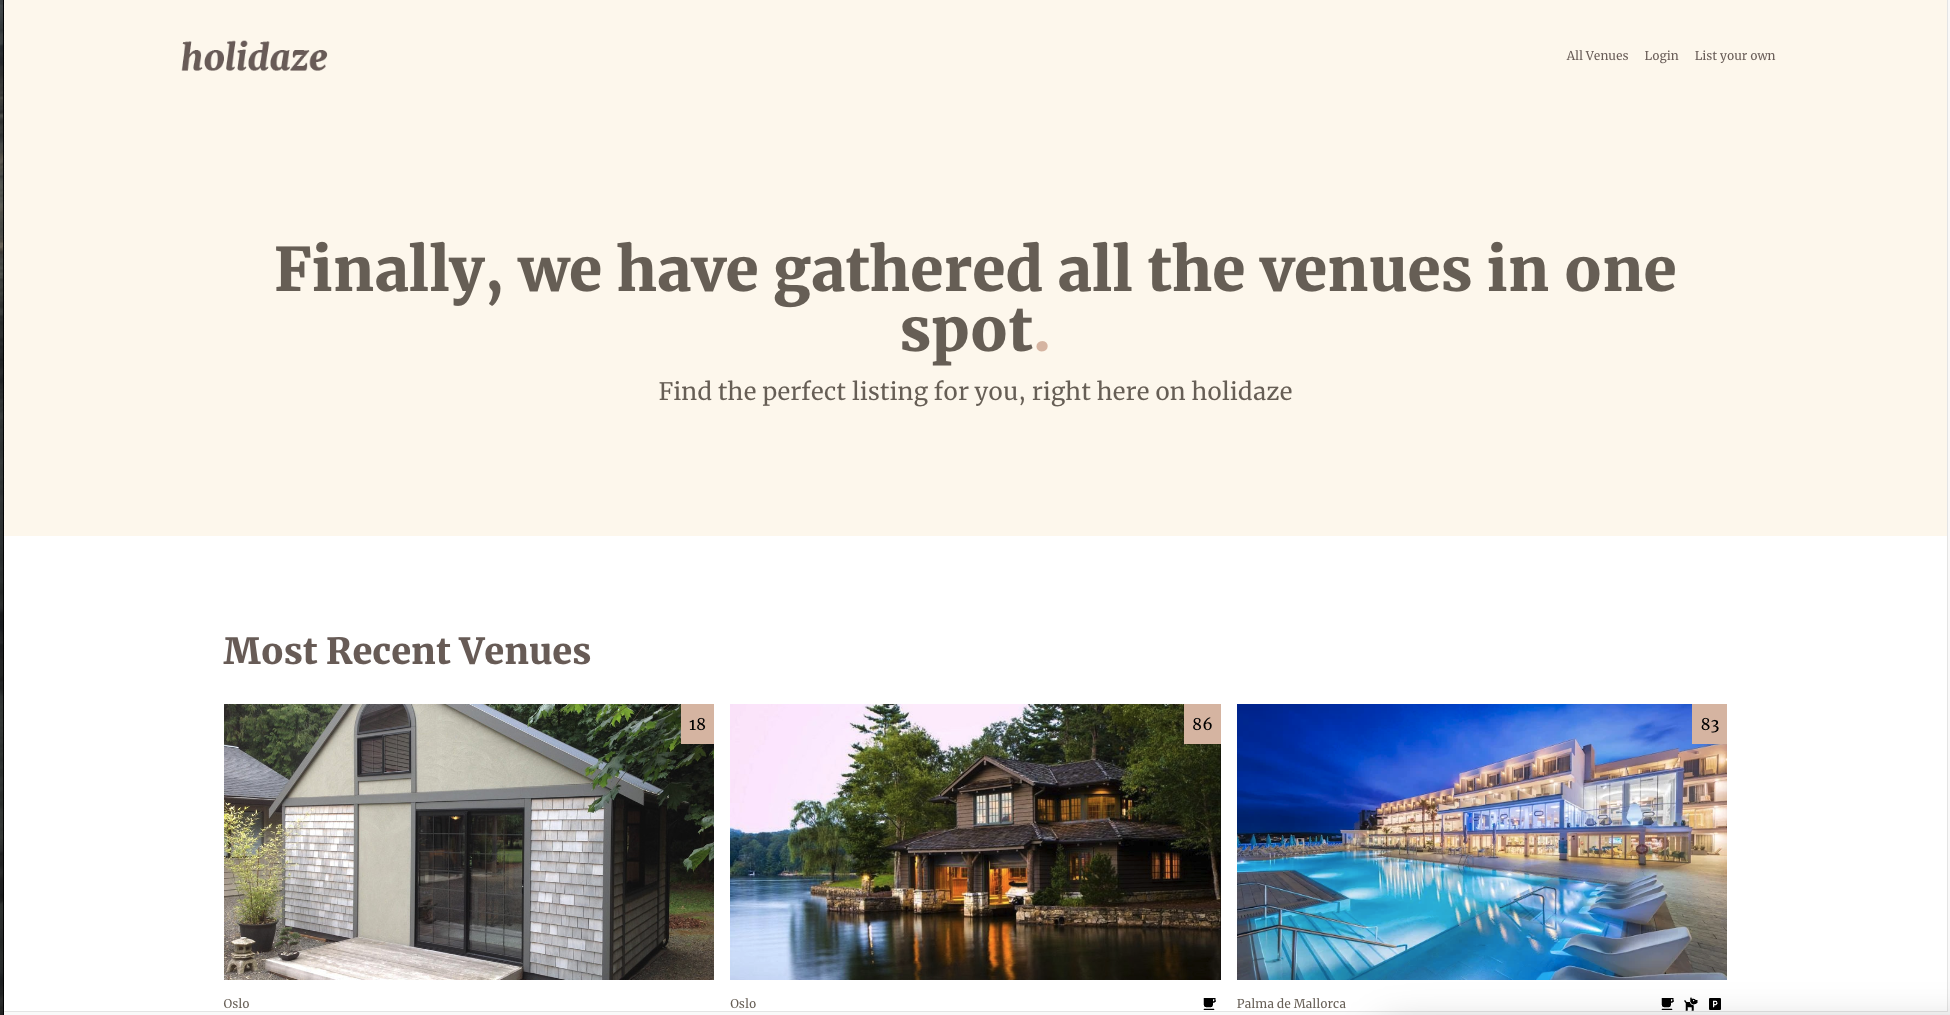 holidaze
All Venues Login List your own
Finally, we have gathered all the venues in one
spot.
Find the perfect listing for you, right here on holidaze
Most Recent Venues
18
86
83
Oslo
Oslo
Palma de Mallorca
P